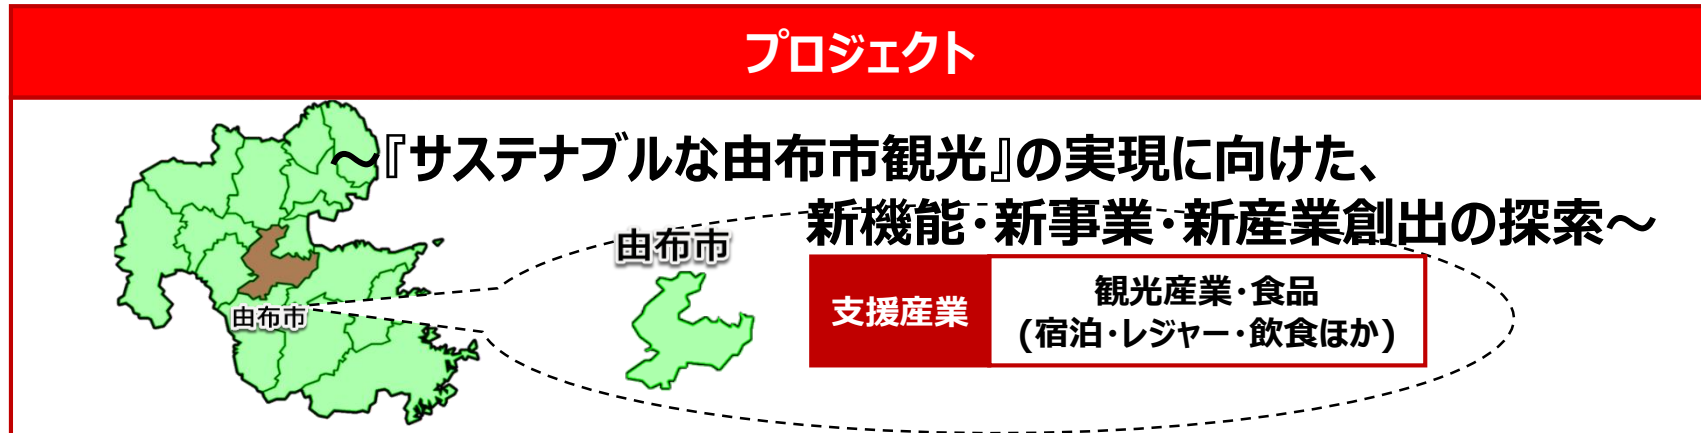 プロジェクト
～『サステナブルな由布市観光』の実現に向けた、
新機能･新事業･新産業創出の探索～
由布市
由布市
支援産業
観光産業･食品
(宿泊･レジャー･飲食ほか)